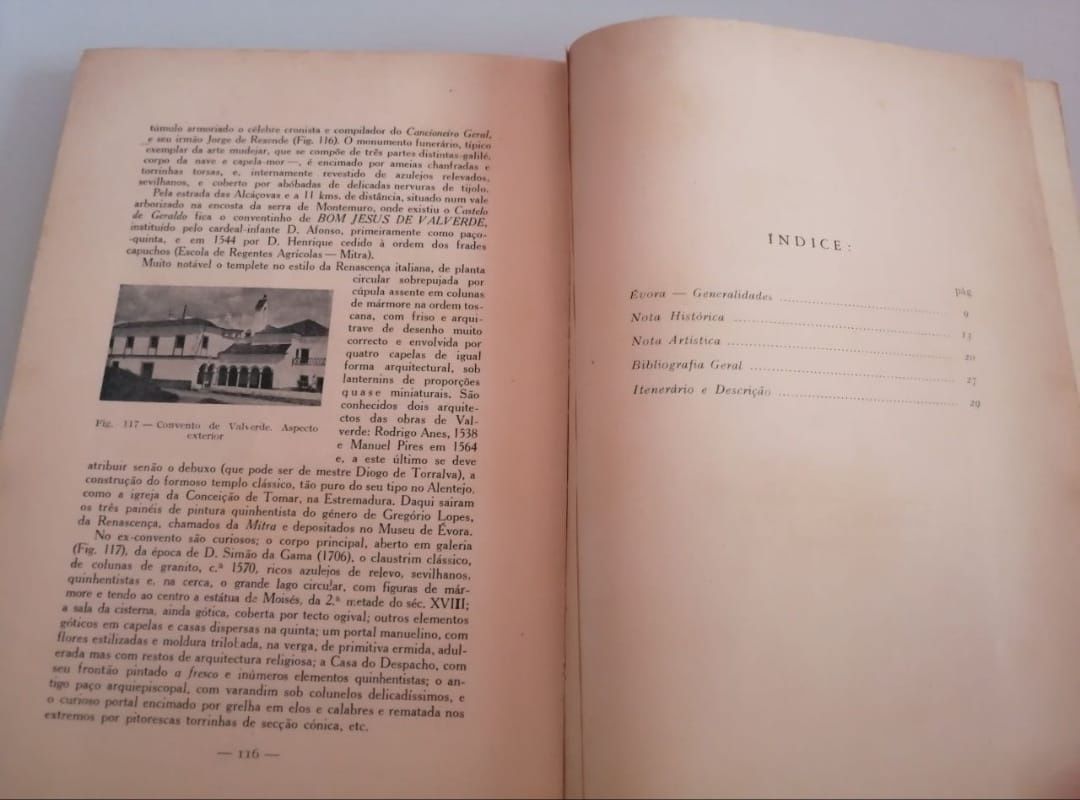 túmulo armoriado o célebre cronista e compilador do Cancioneiro Geral,
e seu irmão Jorge de Rezende (Fig. 116). O monumento funerário, típico
exemplar da arte mudejar, que se compõe de três partes distintas-galilé,
corpo da nave e capela-mor —, é encimado por ameias chanfradas e
torrinhas torsas, e, internamente revestido de azulejos relevados,
sevilhanos, e coberto por abóbadas de delicadas nervuras de tijolo.
Pela estrada das Alcáçovas e a 11 kms. de distância, situado num vale
arborizado na encosta da serra de Montemuro, onde existiu o Castelo
de Geraldo fica o conventinho de BOM JESUS DE VALVERDE,
instituído pelo cardeal-infante D. Afonso, primeiramente como paço-
-quinta, e em 1544 por D. Henrique cedido à ordem dos frades
capuchos (Escola de Regentes Agrícolas — Mitra).
Muito notável o templete no estilo da Renascença italiana, de planta
circular sobrepujada por
cúpula assente em colunas
de mármore na ordem tos-
cana, com friso e arqui-
trave de desenho muito
correcto e envolvida por
quatro capelas de igual
forma arquitectural, sob
lanternins de proporções
quase miniaturais. São
conhecidos dois arquite-
ctos das obras de Val-
verde: Rodrigo Anes, 1538
e Manuel Pires em 1564
e, a este último se deve
Fig. 117 — Convento de Valverde. Aspecto
exterior
atribuir senão o debuxo (que pode ser de mestre Diogo de Torralva), a
construção do formoso templo clássico, tão puro do seu tipo no Alentejo,
como a igreja da Conceição de Tomar, na Estremadura. Daqui saíram
os três painéis de pintura quinhentista do género de Gregório Lopes,
da Renascença, chamados da Mitra e depositados no Museu de Évora.
No ex-convento são curiosos; o corpo principal, aberto em galeria
(Fig. 117), da época de D. Simão da Gama (1706), o claustrim clássico,
de colunas de granito, c.ª 1570, ricos azulejos de relevo, sevilhanos,
quinhentistas e, na cerca, o grande lago circular, com figuras de már-
more e tendo ao centro a estátua de Moisés, da 2.ª metade do séc. XVIII;
a sala da cisterna, ainda gótica, coberta por tecto ogival; outros elementos
góticos em capelas e casas dispersas na quinta; um portal manuelino, com
flores estilizadas e moldura trilobada, na verga, de primitiva ermida, adul-
erada mas com restos de arquitectura religiosa; a Casa do Despacho, com
seu frontão pintado a fresco e inúmeros elementos quinhentistas; o an-
tigo paço arquiepiscopal, com varandim sob colunelos delicadíssimos, e
o curioso portal encimado por grelha em elos e calabres e rematada nos
extremos por pitorescas torrinhas de secção cónica, etc.
— 116 —
ÍNDICE:
pág.
Évora — Generalidades ........ 9
Nota Histórica ........ 13
Nota Artística ........ 20
Bibliografia Geral ........ 27
Itenerário e Descrição ........ 29